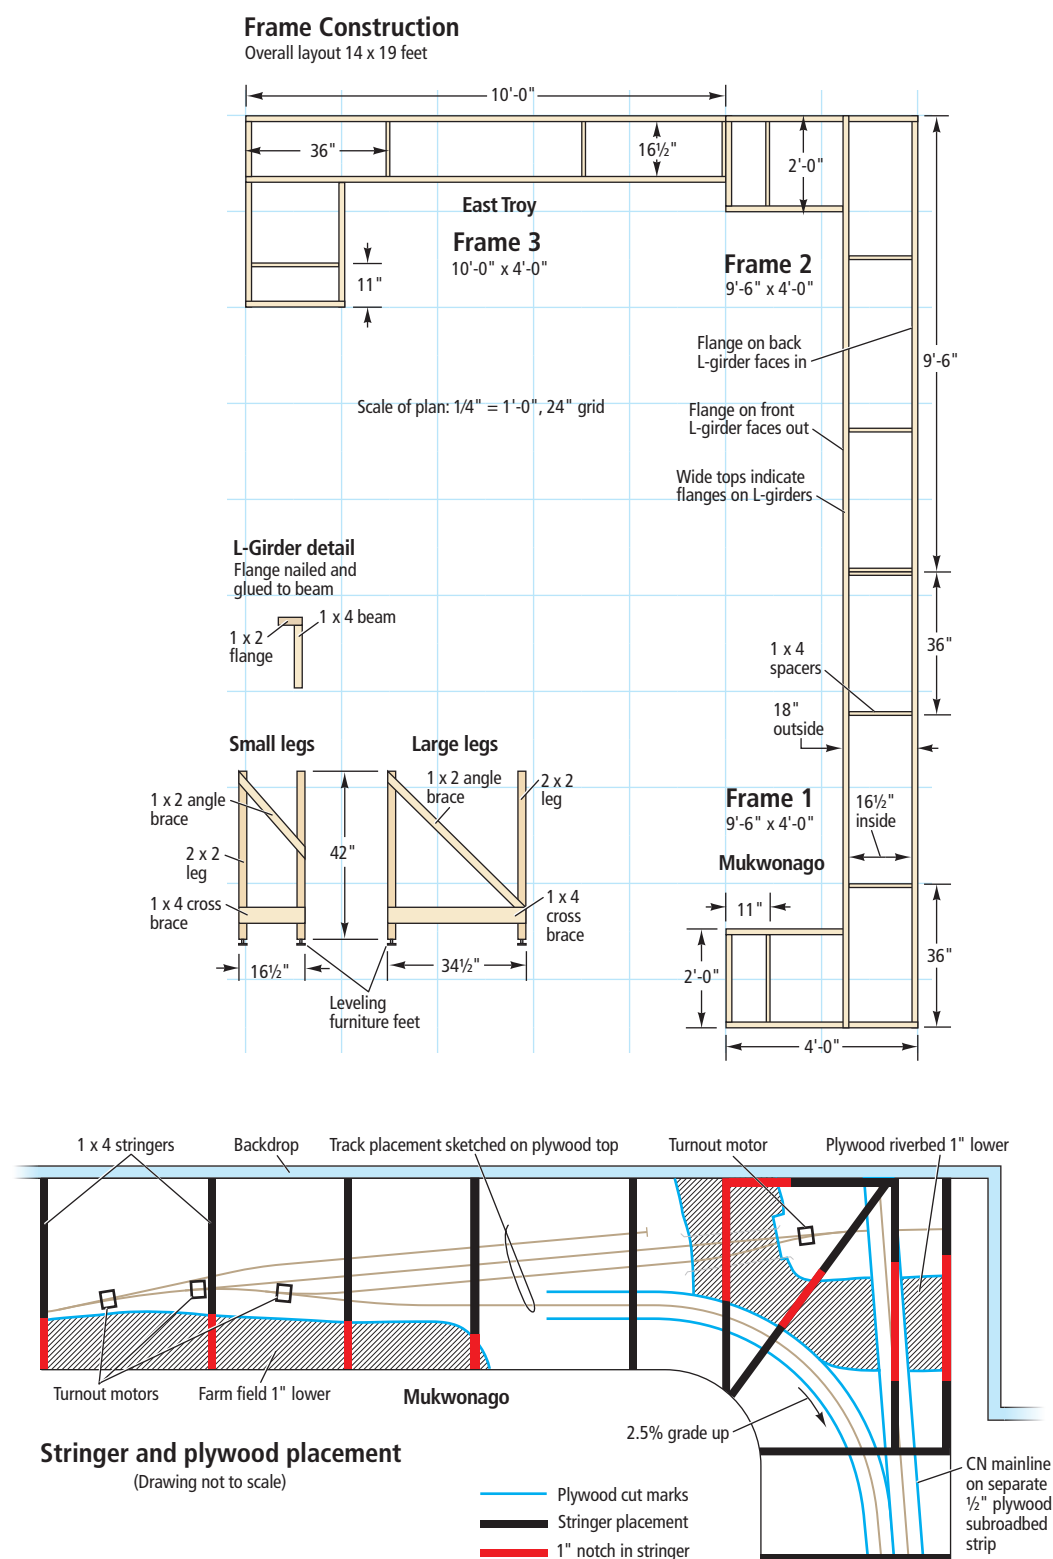 Frame Construction
Overall layout 14 x 19 feet
10'-0"
36"
16½"
2'-0"
East Troy
Frame 3
10'-0" x 4'-0"
11"
Frame 2
9'-6" x 4'-0"
Flange on back
L-girder faces in
9'-6"
Scale of plan: 1/4" = 1'-0", 24" grid
Flange on front
L-girder faces out
Wide tops indicate
flanges on L-girders
L-Girder detail
Flange nailed and
glued to beam
1 x 4 beam
1 x 2
flange
36"
1 x 4
spacers
18"
outside
Small legs
Large legs
1 x 2 angle
brace
2 x 2
leg
1 x 2 angle
brace
Frame 1
9'-6" x 4'-0"
16½"
inside
42"
2 x 2
leg
Mukwonago
1 x 4 cross
brace
1 x 4
cross
brace
11"
36"
2'-0"
16½"
34½"
Leveling
furniture feet
4'-0"
1 x 4 stringers
Backdrop
Track placement sketched on plywood top
Turnout motor
Plywood riverbed 1" lower
Turnout motors
Farm field 1" lower
Mukwonago
2.5% grade up
Stringer and plywood placement
(Drawing not to scale)
CN mainline
on separate
½" plywood
subroadbed
strip
Plywood cut marks
Stringer placement
1" notch in stringer